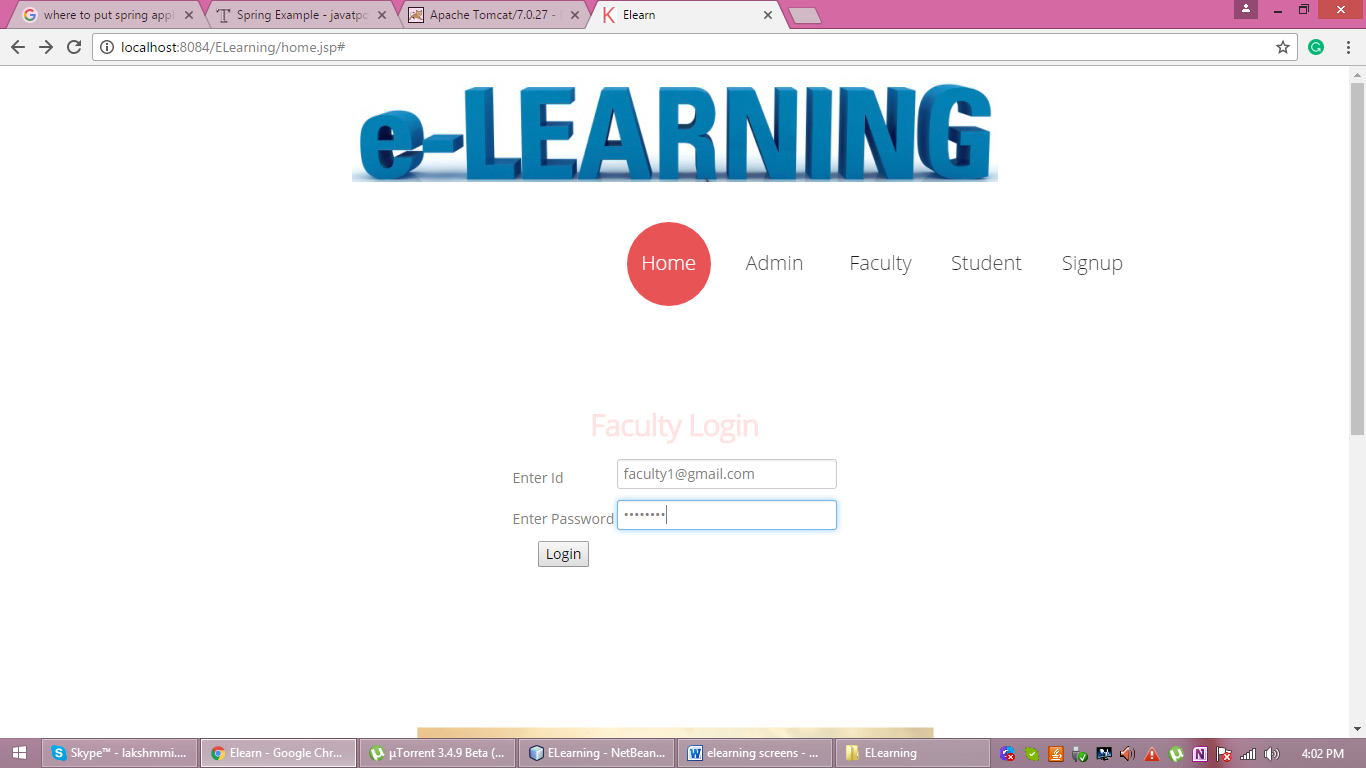 where to put spring appl
Spring Example - javatpo
Apache Tomcat/7.0.27 -
Elearn
localhost:8084/ELearning/home.jsp#
e-LEARNING
Home Admin Faculty Student Signup
Faculty Login
Enter Id faculty1@gmail.com
Enter Password ••••••••
Login
Skype™ - lakshmmi....
Elearn - Google Chr...
µTorrent 3.4.9 Beta (...
ELearning - NetBean...
elearning screens - ...
ELearning
4:02 PM